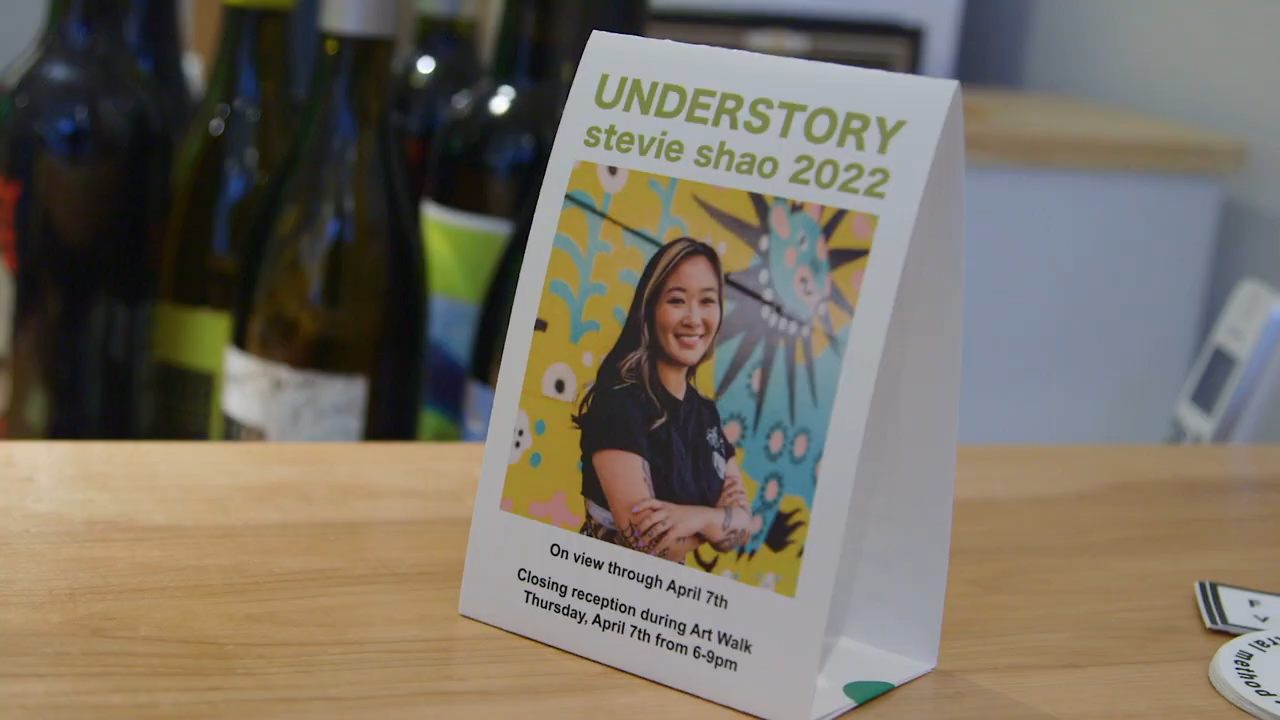 UNDERSTORY
stevie shao 2022
On view through April 7th
Closing reception during Art Walk
Thursday, April 7th from 6-9pm
method